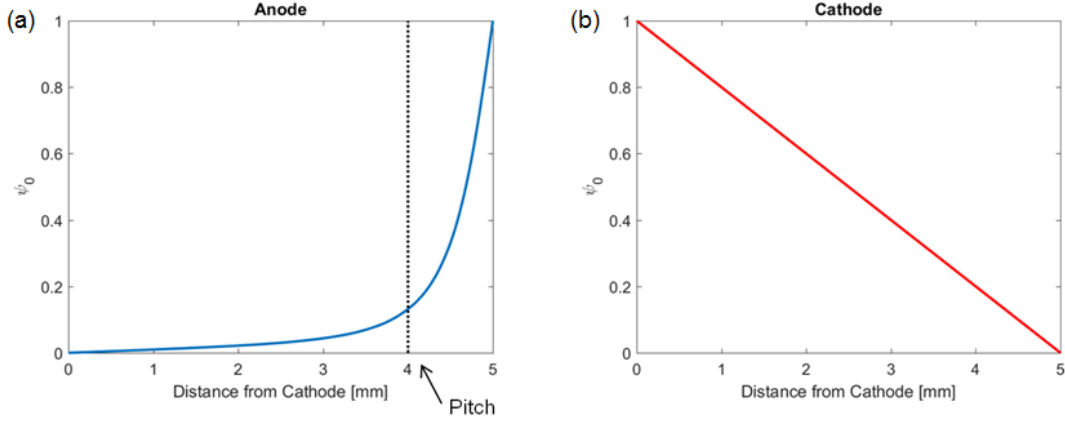 (a)
Anode
1
0.8
0.6
0.4
0.2
0
ψ0
0 1 2 3 4 5
Distance from Cathode [mm]
Pitch
(b)
Cathode
1
0.8
0.6
0.4
0.2
0
ψ0
0 1 2 3 4 5
Distance from Cathode [mm]